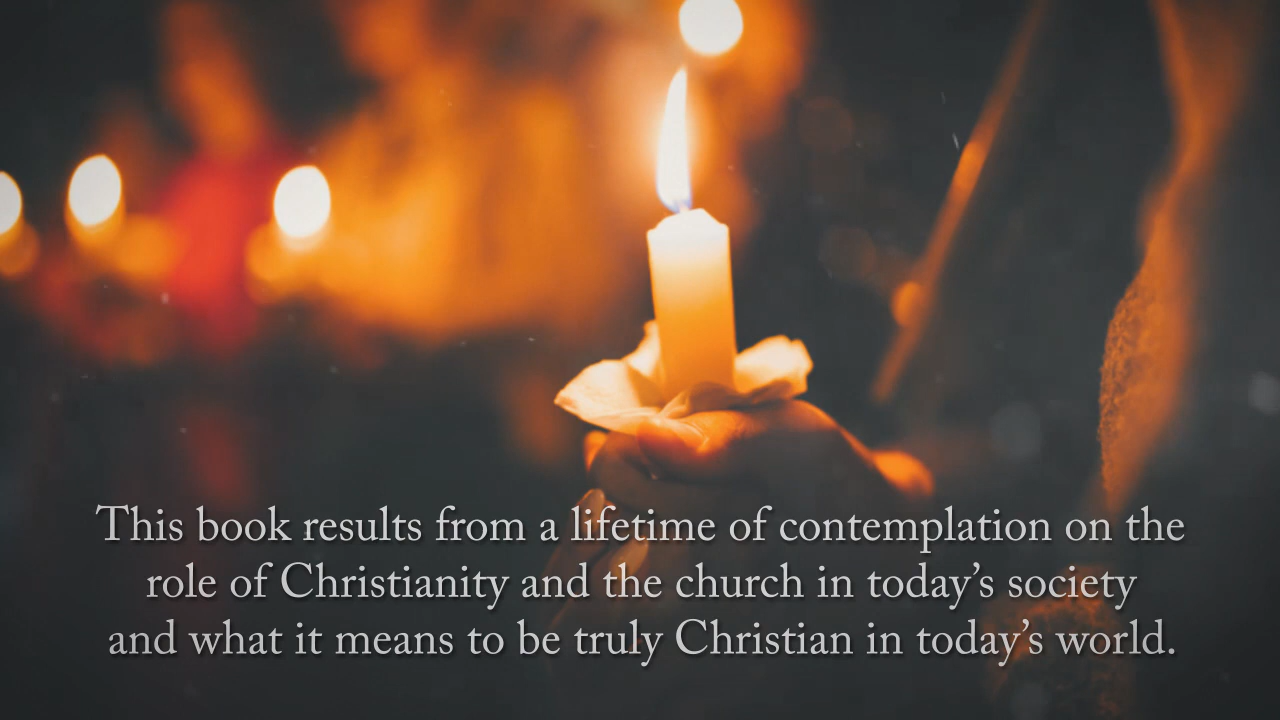 This book results from a lifetime of contemplation on the
role of Christianity and the church in today’s society
and what it means to be truly Christian in today’s world.